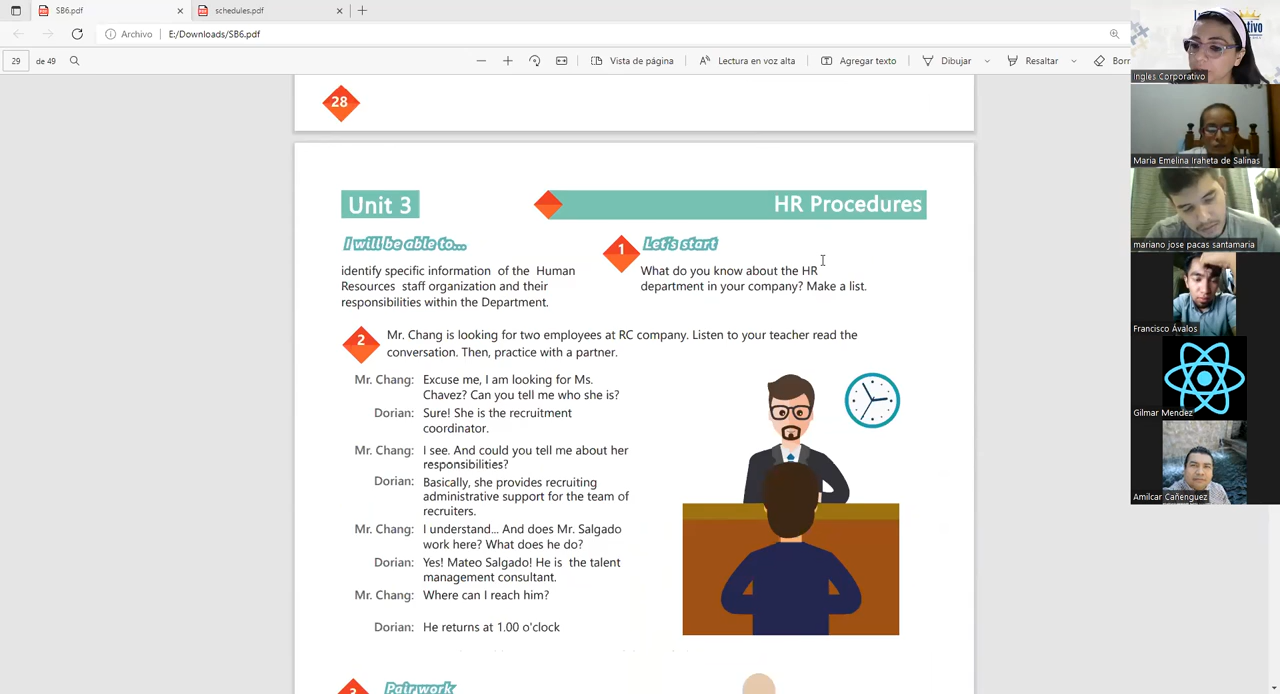 SB6.pdf
schedules.pdf
Archivo
E:/Downloads/SB6.pdf
29
de 49
Vista de página
Lectura en voz alta
Agregar texto
Dibujar
Resaltar
Borr
28
Unit 3
HR Procedures
I will be able to...
identify specific information of the Human
Resources staff organization and their
responsibilities within the Department.
1
Let's start
What do you know about the HR
department in your company? Make a list.
2
Mr. Chang is looking for two employees at RC company. Listen to your teacher read the
conversation. Then, practice with a partner.
Mr. Chang: Excuse me, I am looking for Ms.
Chavez? Can you tell me who she is?
Dorian: Sure! She is the recruitment
coordinator.
Mr. Chang: I see. And could you tell me about her
responsibilities?
Dorian: Basically, she provides recruiting
administrative support for the team of
recruiters.
Mr. Chang: I understand... And does Mr. Salgado
work here? What does he do?
Dorian: Yes! Mateo Salgado! He is the talent
management consultant.
Mr. Chang: Where can I reach him?
Dorian: He returns at 1.00 o'clock
3
Pair work
Ingles Corporativo
Maria Emelina Iraheta de Salinas
mariano jose pacas santamaria
Francisco Ávalos
Gilmar Mendez
Amilcar Cañenguez